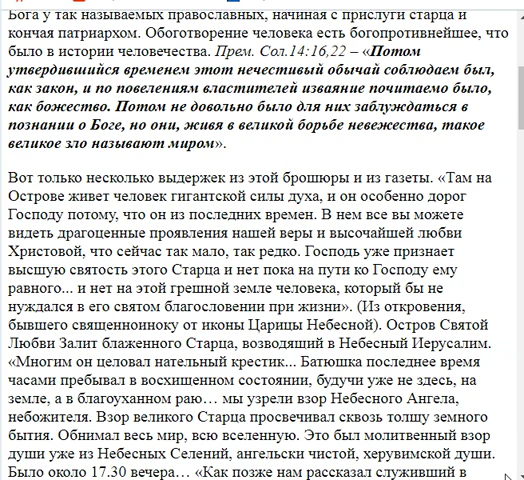 Бога у так называемых православных, начиная с прислуги старца и
кончая патриархом. Обоготворение человека есть богопротивнейшее, что
было в истории человечества. Прем. Сол.14:16,22 – «Потом
утвердившийся временем этот нечестивый обычай соблюдаем был,
как закон, и по повелениям властителей изваяние почитаемо было,
как божество. Потом не довольно было для них заблуждаться в
познании о Боге, но они, живя в великой борьбе невежества, такое
великое зло называют миром».
Вот только несколько выдержек из этой брошюры и из газеты. «Там на
Острове живет человек гигантской силы духа, и он особенно дорог
Господу потому, что он из последних времен. В нем все вы можете
видеть драгоценные проявления нашей веры и высочайшей любви
Христовой, что сейчас так мало, так редко. Господь уже признает
высшую святость этого Старца и нет пока на пути ко Господу ему
равного... и нет на этой грешной земле человека, который бы не
нуждался в его святом благословении при жизни». (Из откровения,
бывшего священноиноку от иконы Царицы Небесной). Остров Святой
Любви Залит блаженного Старца, возводящий в Небесный Иерусалим.
«Многим он целовал нательный крестик... Батюшка последнее время
часами пребывал в восхищенном состоянии, будучи уже не здесь, на
земле, а в благоуханном раю… мы узрели взор Небесного Ангела,
небожителя. Взор великого Старца просвечивал сквозь толщу земного
бытия. Обнимал весь мир, всю вселенную. Это был молитвенный взор
души уже из Небесных Селений, ангельски чистой, херувимской души.
Было около 17.30 вечера… «Как позже нам рассказал служивший в